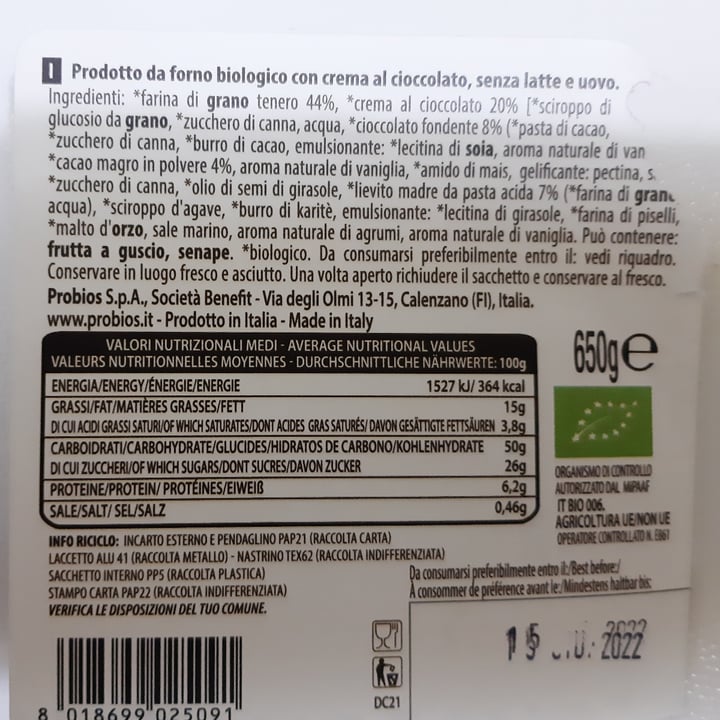 I Prodotto da forno biologico con crema al cioccolato, senza latte e uovo.
Ingredienti: *farina di grano tenero 44%, *crema al cioccolato 20% [*sciroppo di
glucosio da grano, *zucchero di canna, acqua, *cioccolato fondente 8% (*pasta di cacao,
*zucchero di canna, *burro di cacao, emulsionante: *lecitina di soia, aroma naturale di van
*cacao magro in polvere 4%, aroma naturale di vaniglia, *amido di mais, gelificante: pectina, s.
*zucchero di canna, *olio di semi di girasole, *lievito madre da pasta acida 7% (*farina di gran
acqua), *sciroppo d'agave, *burro di karitè, emulsionante: *lecitina di girasole, *farina di piselli,
*malto d'orzo, sale marino, aroma naturale di agrumi, aroma naturale di vaniglia. Può contenere:
frutta a guscio, senape. *biologico. Da consumarsi preferibilmente entro il: vedi riquadro.
Conservare in luogo fresco e asciutto. Una volta aperto richiudere il sacchetto e conservare al fresco.
Probios S.p.A., Società Benefit - Via degli Olmi 13-15, Calenzano (FI), Italia.
www.probios.it - Prodotto in Italia - Made in Italy
VALORI NUTRIZIONALI MEDI - AVERAGE NUTRITIONAL VALUES
VALEURS NUTRITIONNELLES MOYENNES - DURCHSCHNITTLICHE NÄHRWERTE: 100g
ENERGIA/ENERGY/ÉNERGIE/ENERGIE 1527 kJ/ 364 kcal
GRASSI/FAT/MATIÈRES GRASSES/FETT 15g
DI CUI ACIDI GRASSI SATURI/OF WHICH SATURATES/DONT ACIDES GRAS SATURÉS/ DAVON GESÄTTIGTE FETTSÄUREN 3,8g
CARBOIDRATI/CARBOHYDRATE/GLUCIDES/HIDRATOS DE CARBONO/KOHLENHYDRATE 50g
DI CUI ZUCCHERI/OF WHICH SUGARS/DONT SUCRES/DAVON ZUCKER 26g
PROTEINE/PROTEIN/ PROTÉINES/EIWEIß 6,2g
SALE/SALT/ SEL/SALZ 0,46g
650g e
ORGANISMO DI CONTROLLO
AUTORIZZATO DAL MIPAAF
IT BIO 006.
AGRICOLTURA UE/NON UE
OPERATORE CONTROLLATO N. E867
INFO RICICLO: INCARTO ESTERNO E PENDAGLINO PAP21 (RACCOLTA CARTA)
LACCETTO ALU 41 (RACCOLTA METALLO) - NASTRINO TEX62 (RACCOLTA INDIFFERENZIATA)
SACCHETTO INTERNO PP5 (RACCOLTA PLASTICA)
STAMPO CARTA PAP22 (RACCOLTA INDIFFERENZIATA)
VERIFICA LE DISPOSIZIONI DEL TUO COMUNE.
Da consumarsi preferibilmente entro il:/Best before:/
À consommer de préférence avant le:/Mindestens haltbar bis:
2022
DC21
8 018699 025091